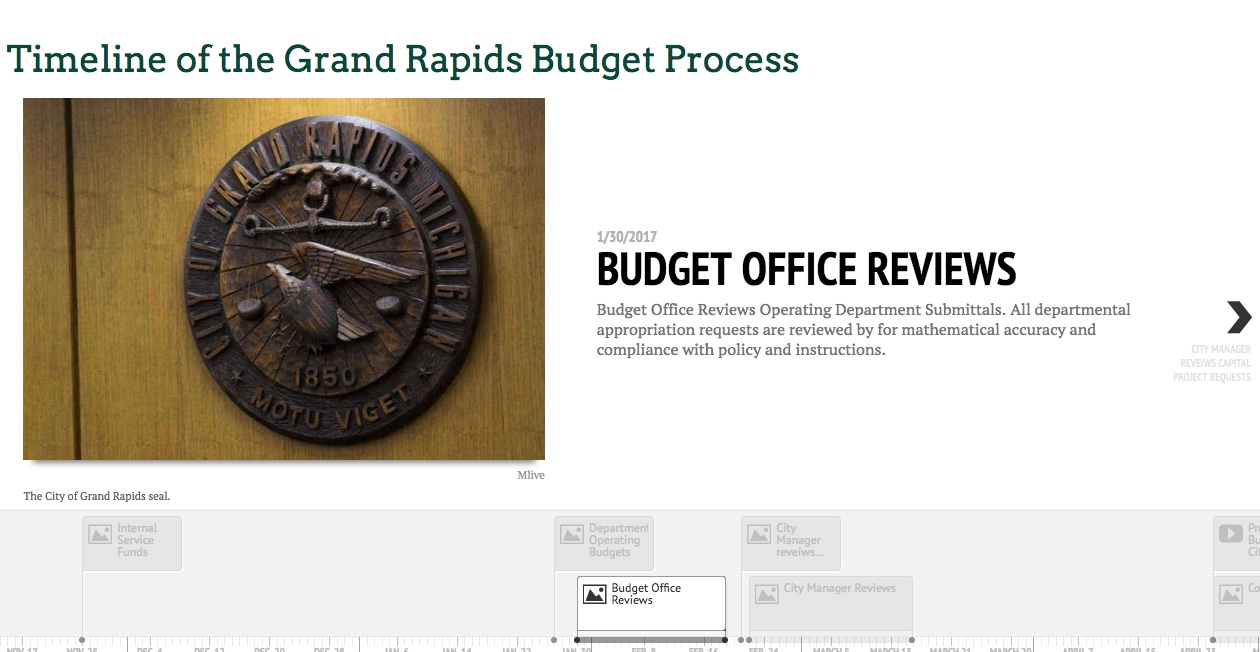 Timeline of the Grand Rapids Budget Process
CITY OF GRAND RAPIDS MICHIGAN
1850
MOTU VIGET
Mlive
The City of Grand Rapids seal.
1/30/2017
BUDGET OFFICE REVIEWS
Budget Office Reviews Operating Department Submittals. All departmental
appropriation requests are reviewed by for mathematical accuracy and
compliance with policy and instructions.
CITY MANAGER
REVEIWS CAPITAL
PROJECT REQUESTS
Internal
Service
Funds
Department
Operating
Budgets
City
Manager
reveiws...
Budget Office
Reviews
City Manager Reviews
NOV. 17 NOV. 25 DEC. 4 DEC. 12 DEC. 20 DEC. 28 JAN. 6 JAN. 14 JAN. 22 JAN. 30 FEB. 8 FEB. 16 FEB. 24 MARCH 5 MARCH 13 MARCH 21 MARCH 29 APRIL 7 APRIL 15 APRIL 23